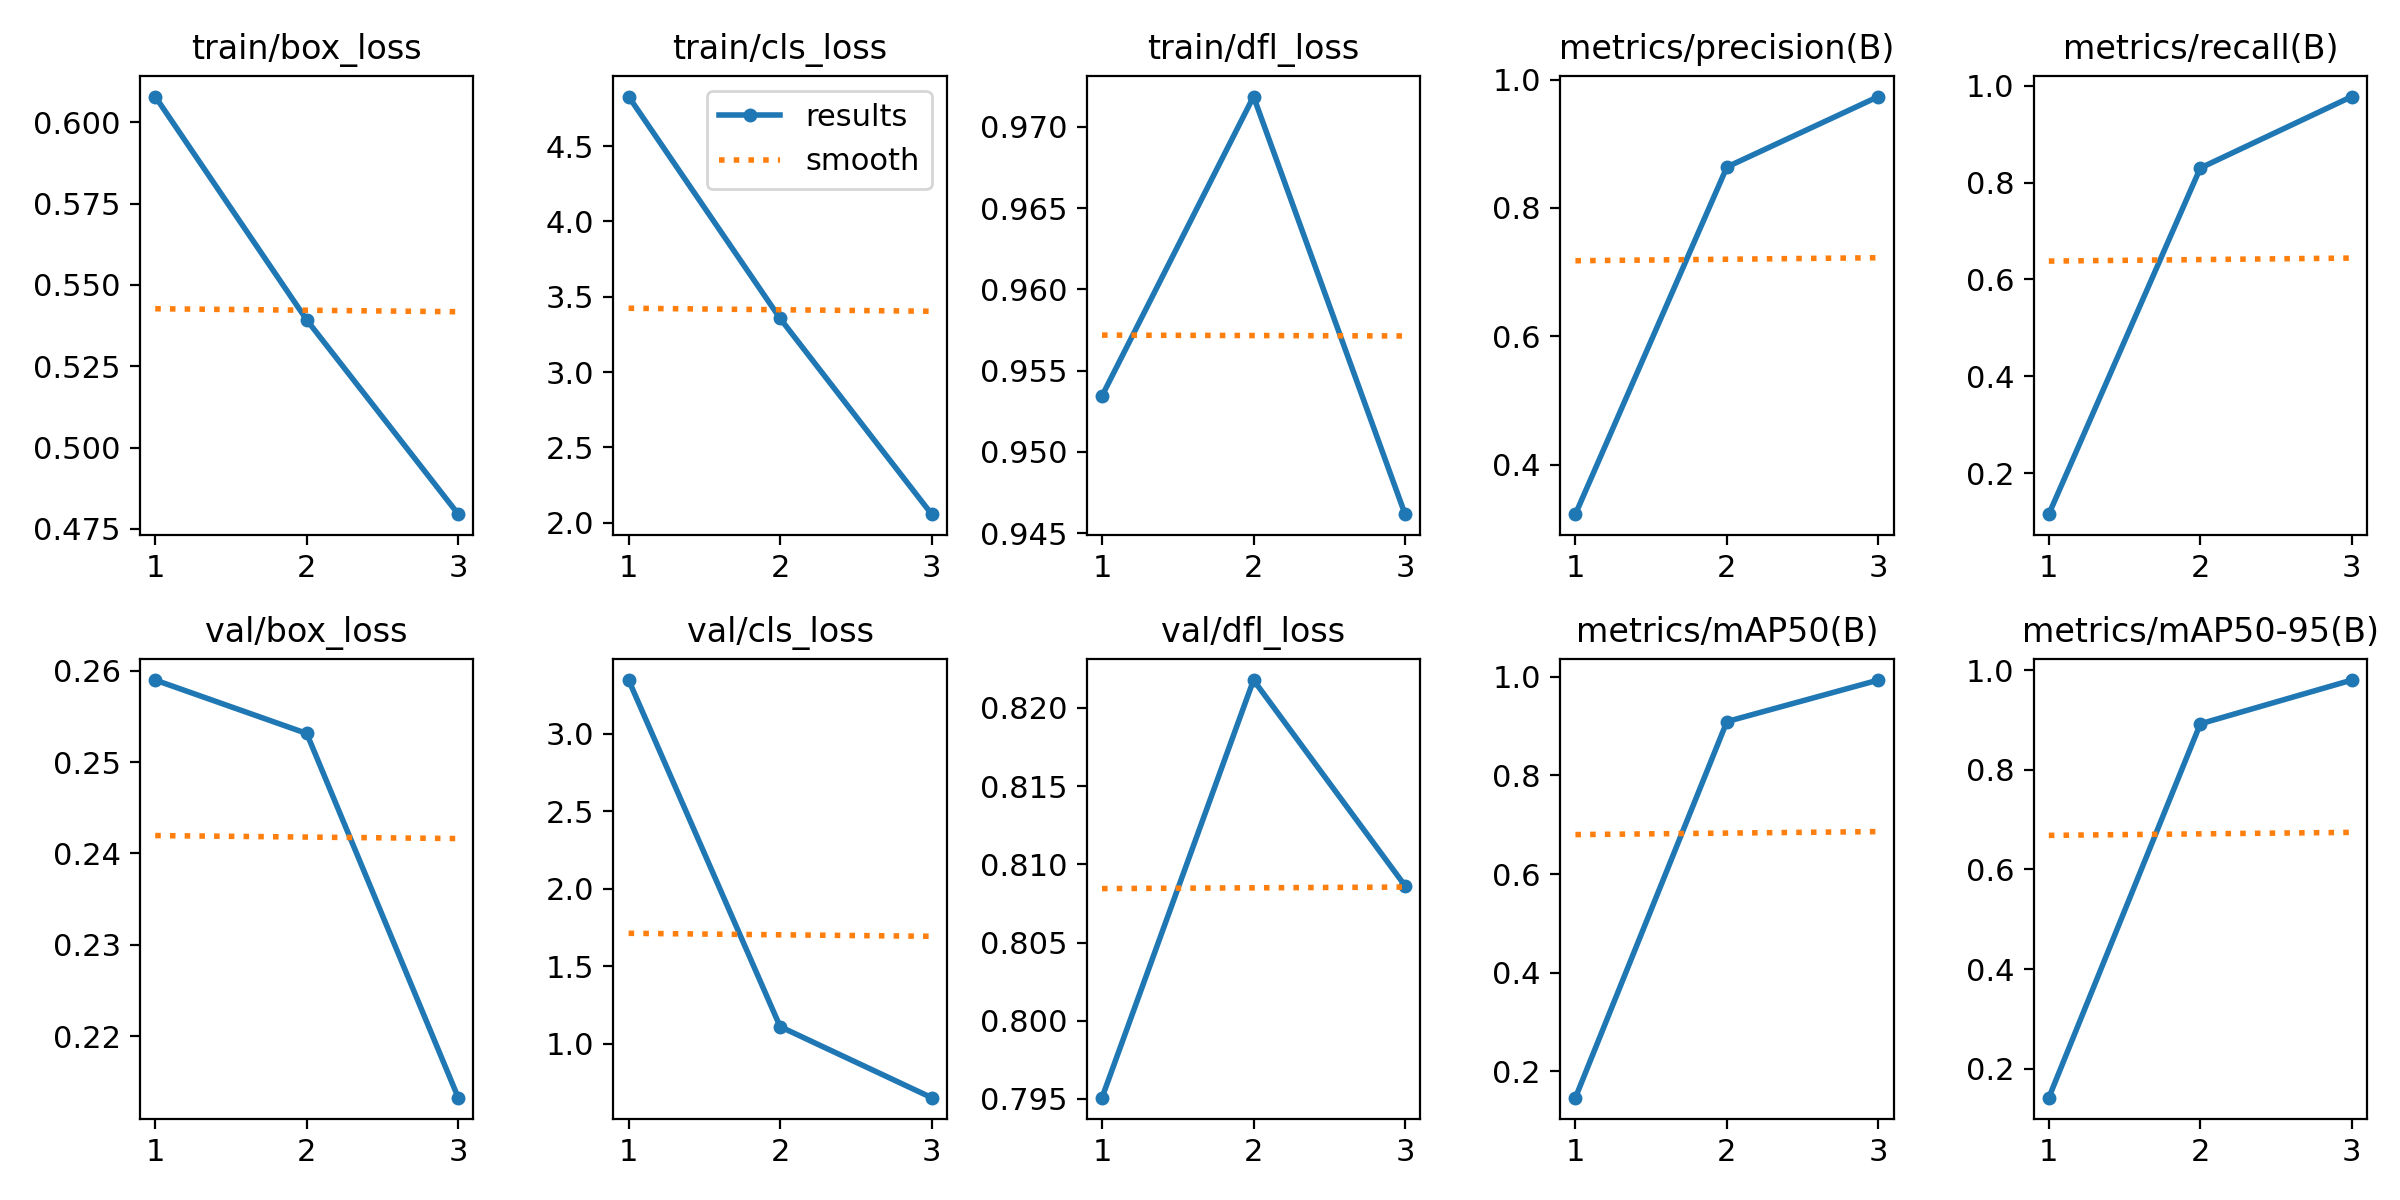 train/box_loss
0.600
0.575
0.550
0.525
0.500
0.475
1 2 3
train/cls_loss
results
smooth
4.5
4.0
3.5
3.0
2.5
2.0
1 2 3
train/dfl_loss
0.970
0.965
0.960
0.955
0.950
0.945
1 2 3
metrics/precision(B)
1.0
0.8
0.6
0.4
1 2 3
metrics/recall(B)
1.0
0.8
0.6
0.4
0.2
1 2 3
val/box_loss
0.26
0.25
0.24
0.23
0.22
1 2 3
val/cls_loss
3.0
2.5
2.0
1.5
1.0
1 2 3
val/dfl_loss
0.820
0.815
0.810
0.805
0.800
0.795
1 2 3
metrics/mAP50(B)
1.0
0.8
0.6
0.4
0.2
1 2 3
metrics/mAP50-95(B)
1.0
0.8
0.6
0.4
0.2
1 2 3